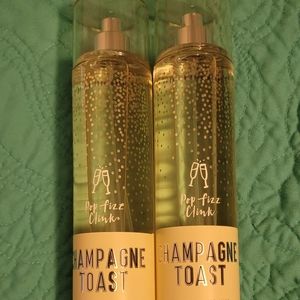 Pop-fizz
Clink
CHAMPAGNE
TOAST
Pop-fizz
Clink
CHAMPAGNE
TOAST